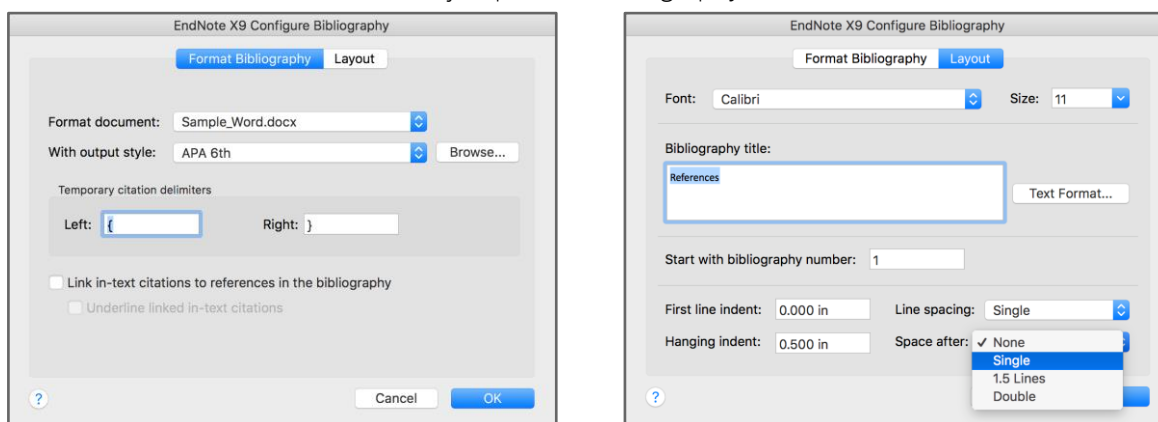 EndNote X9 Configure Bibliography
Format Bibliography Layout
Format document: Sample_Word.docx
With output style: APA 6th Browse...
Temporary citation delimiters
Left: { Right: }
Link in-text citations to references in the bibliography
Underline linked in-text citations
? Cancel OK
EndNote X9 Configure Bibliography
Format Bibliography Layout
Font: Calibri Size: 11
Bibliography title:
References
Text Format...
Start with bibliography number: 1
First line indent: 0.000 in Line spacing: Single
Hanging indent: 0.500 in Space after: ✓ None
Single
1.5 Lines
Double
?